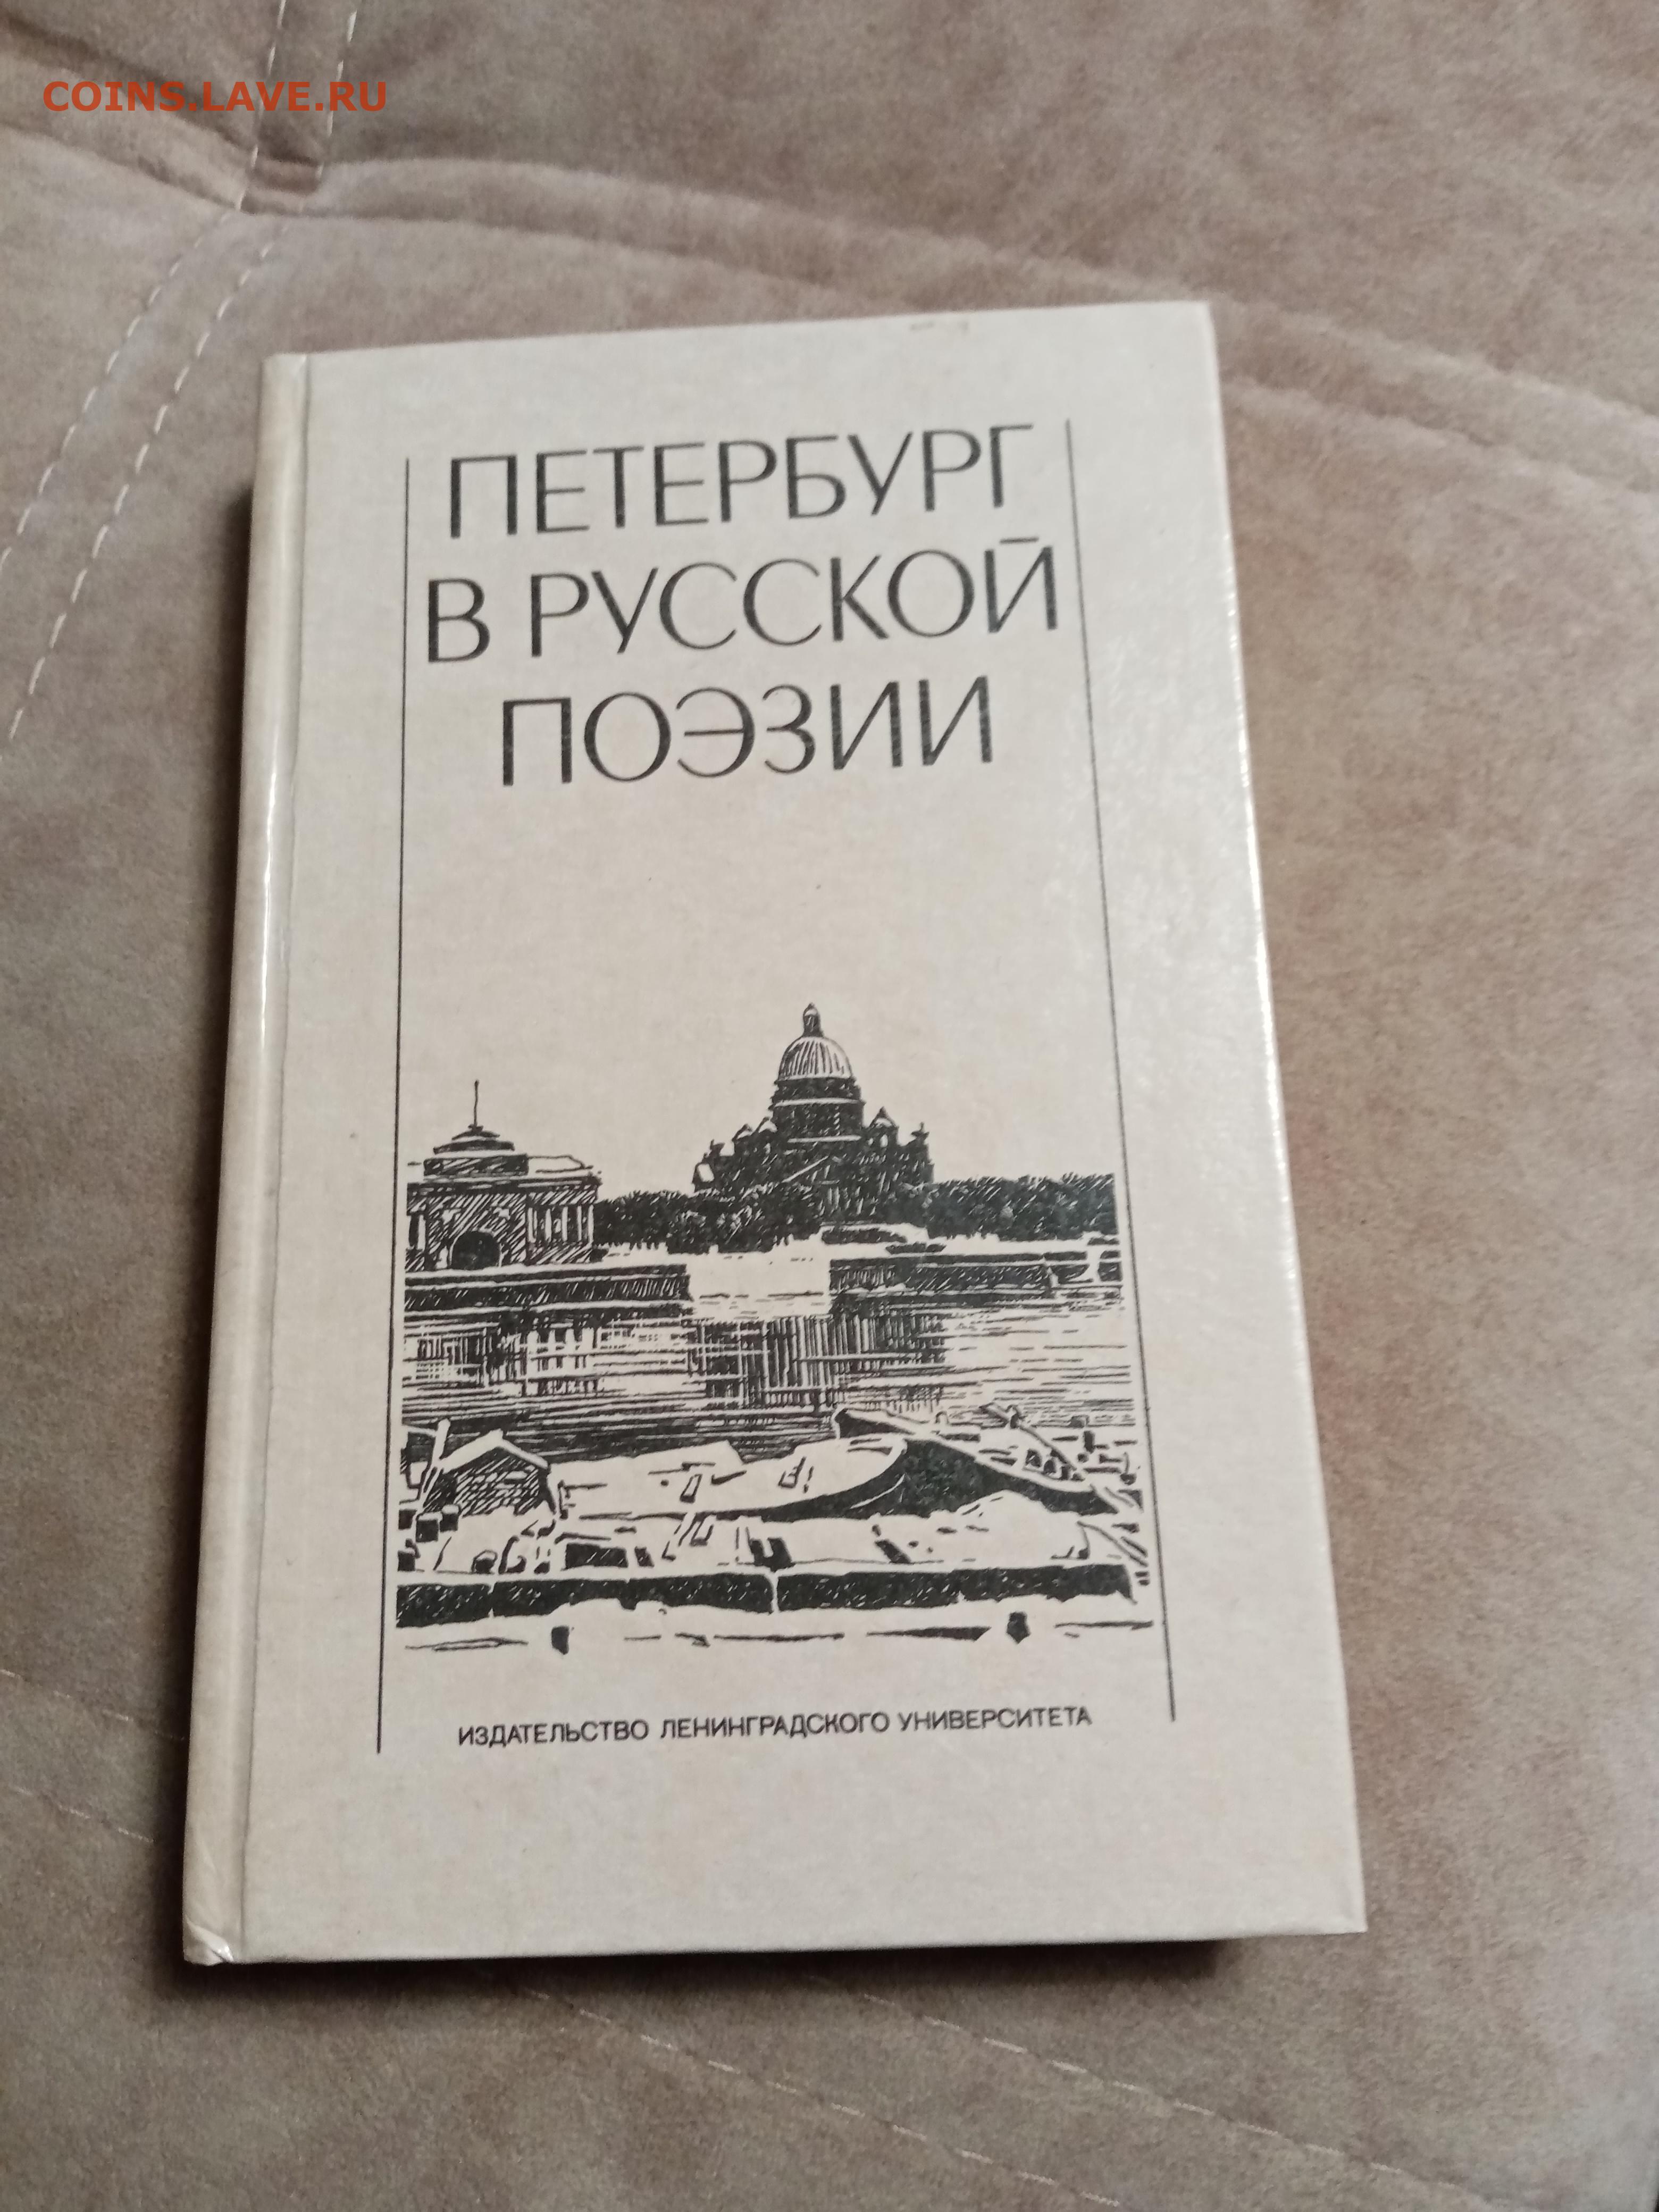 COINS.LAVE.RU
ПЕТЕРБУРГ
В РУССКОЙ
ПОЭЗИИ
ИЗДАТЕЛЬСТВО ЛЕНИНГРАДСКОГО УНИВЕРСИТЕТА